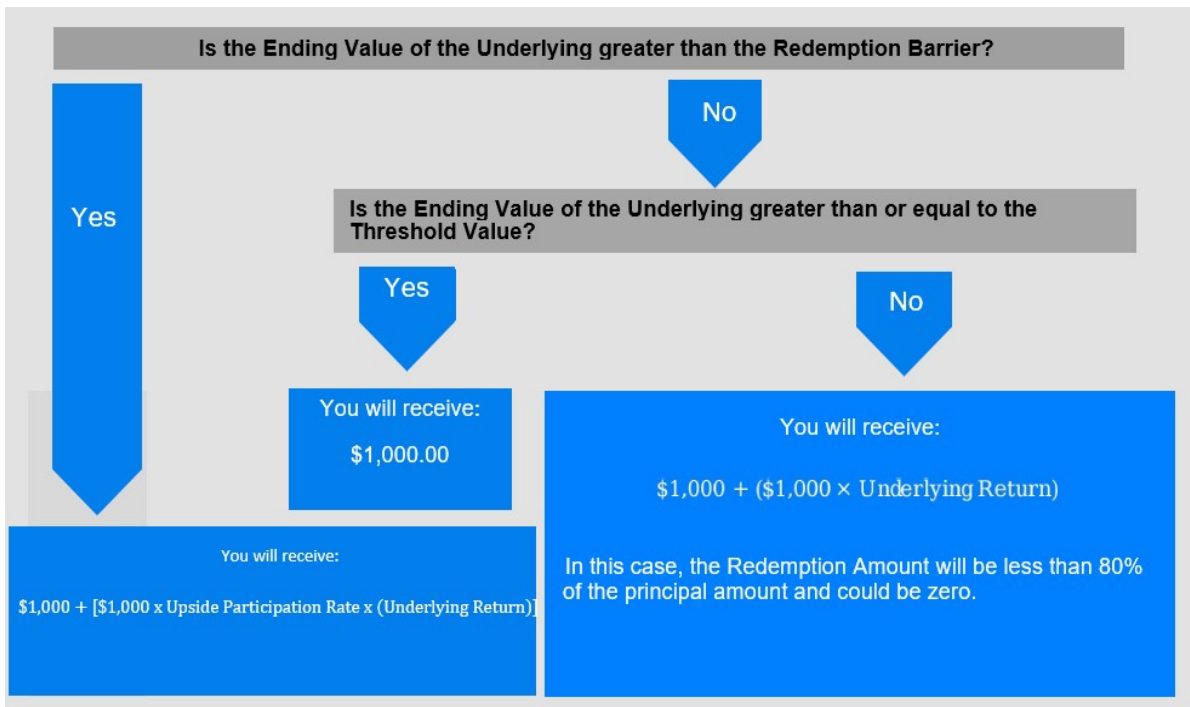 Is the Ending Value of the Underlying greater than the Redemption Barrier?
No
Yes
Is the Ending Value of the Underlying greater than or equal to the
Threshold Value?
Yes
No
You will receive:
$1,000.00
You will receive:
$1,000 + ($1,000 × Underlying Return)
In this case, the Redemption Amount will be less than 80%
of the principal amount and could be zero.
You will receive:
$1,000 + [$1,000 x Upside Participation Rate x (Underlying Return)]